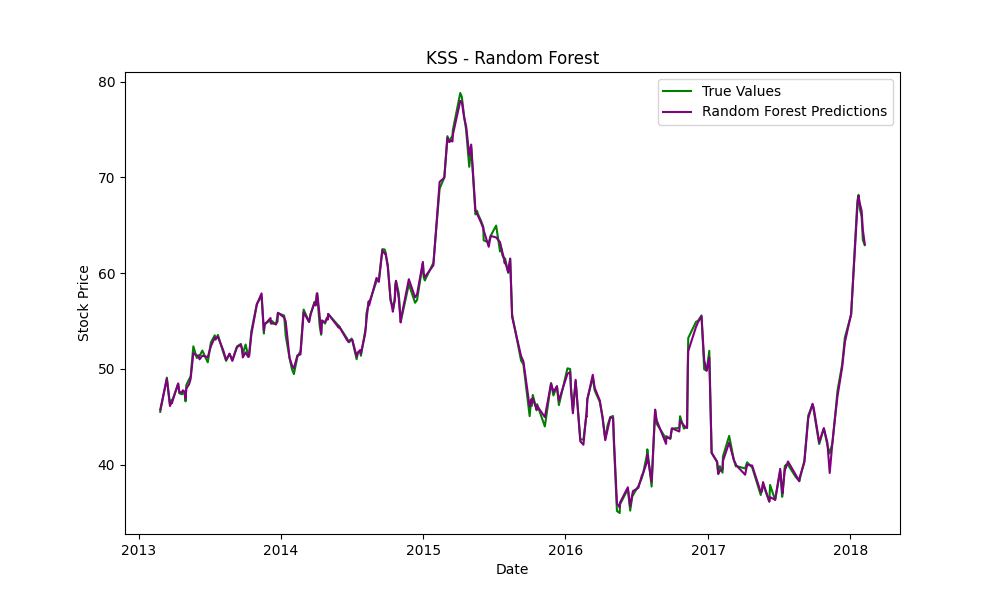 KSS - Random Forest
True Values
Random Forest Predictions
80
70
60
50
40
Stock Price
2013 2014 2015 2016 2017 2018
Date